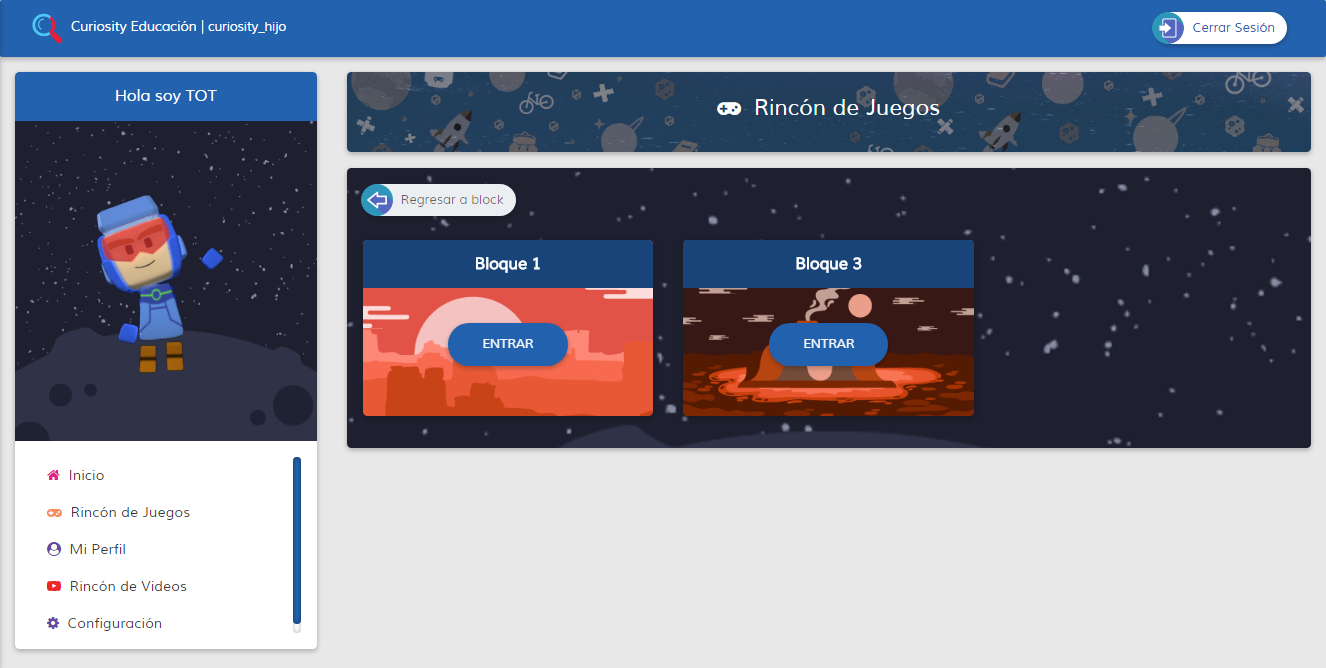 Curiosity Educación | curiosity_hijo
Cerrar Sesión
Hola soy TOT
Inicio
Rincón de Juegos
Mi Perfil
Rincón de Videos
Configuración
Rincón de Juegos
Regresar a block
Bloque 1
ENTRAR
Bloque 3
ENTRAR